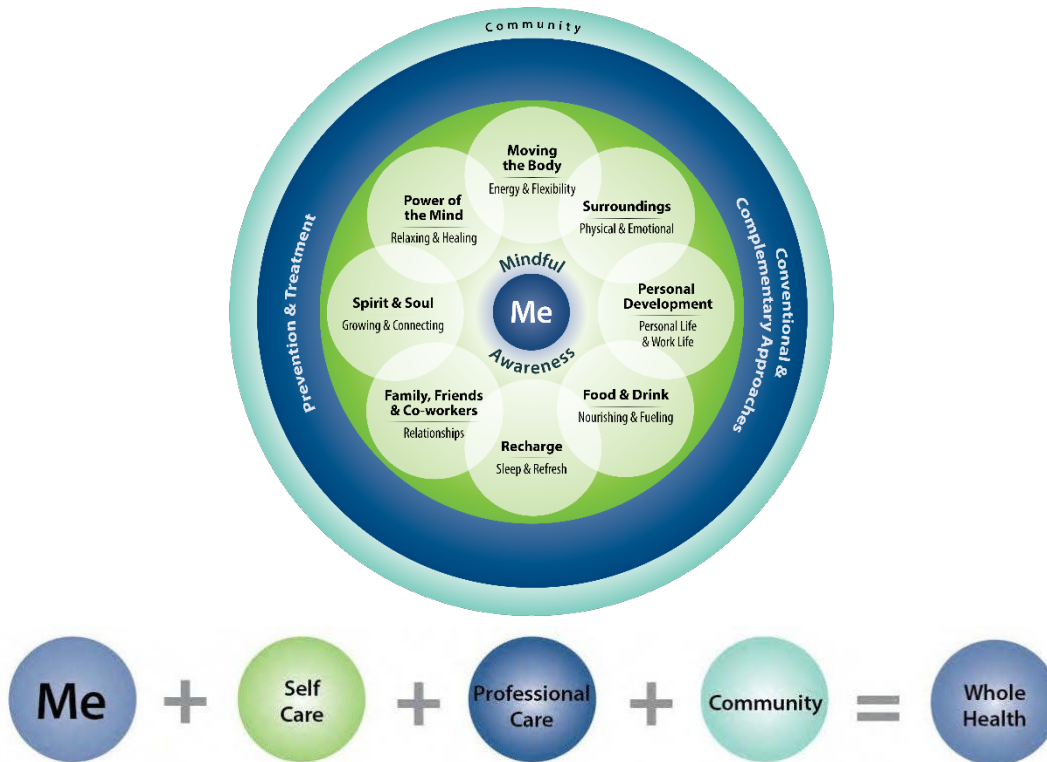 Community
Moving
the Body
Energy & Flexibility
Power of
the Mind
Relaxing & Healing
Surroundings
Physical & Emotional
Prevention & Treatment
Conventional &
Complementary Approaches
Spirit & Soul
Growing & Connecting
Mindful
Me
Awareness
Personal
Development
Personal Life
& Work Life
Family, Friends
& Co-workers
Relationships
Food & Drink
Nourishing & Fueling
Recharge
Sleep & Refresh
Me
+
Self
Care
+
Professional
Care
+
Community
=
Whole
Health